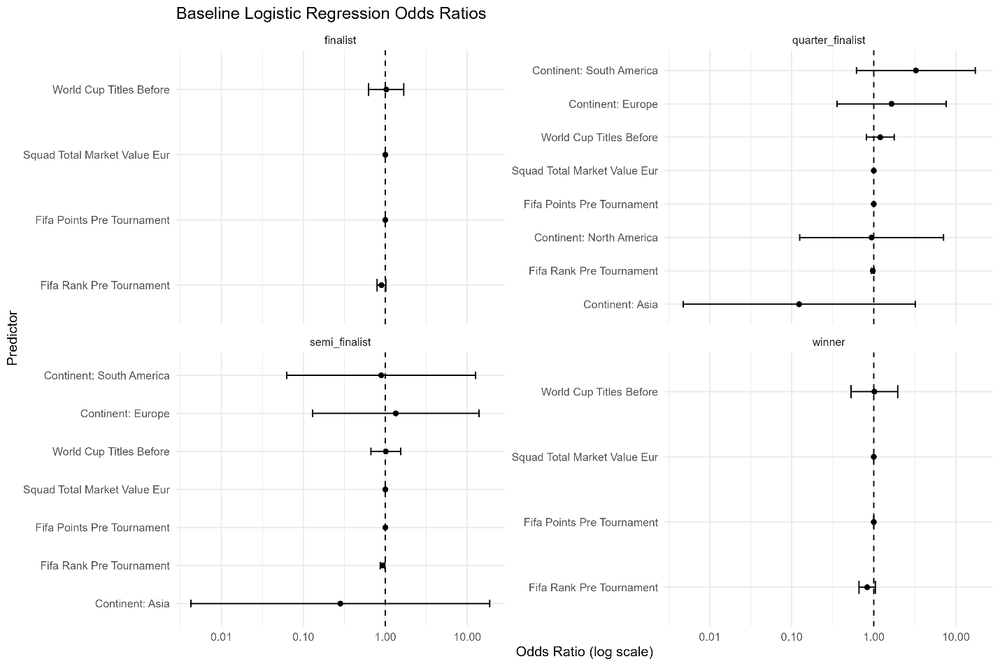 Baseline Logistic Regression Odds Ratios
finalist
World Cup Titles Before
Squad Total Market Value Eur
Fifa Points Pre Tournament
Fifa Rank Pre Tournament
quarter_finalist
Continent: South America
Continent: Europe
World Cup Titles Before
Squad Total Market Value Eur
Fifa Points Pre Tournament
Continent: North America
Fifa Rank Pre Tournament
Continent: Asia
Predictor
semi_finalist
Continent: South America
Continent: Europe
World Cup Titles Before
Squad Total Market Value Eur
Fifa Points Pre Tournament
Fifa Rank Pre Tournament
Continent: Asia
0.01 0.10 1.00 10.00
winner
World Cup Titles Before
Squad Total Market Value Eur
Fifa Points Pre Tournament
Fifa Rank Pre Tournament
0.01 0.10 1.00 10.00
Odds Ratio (log scale)